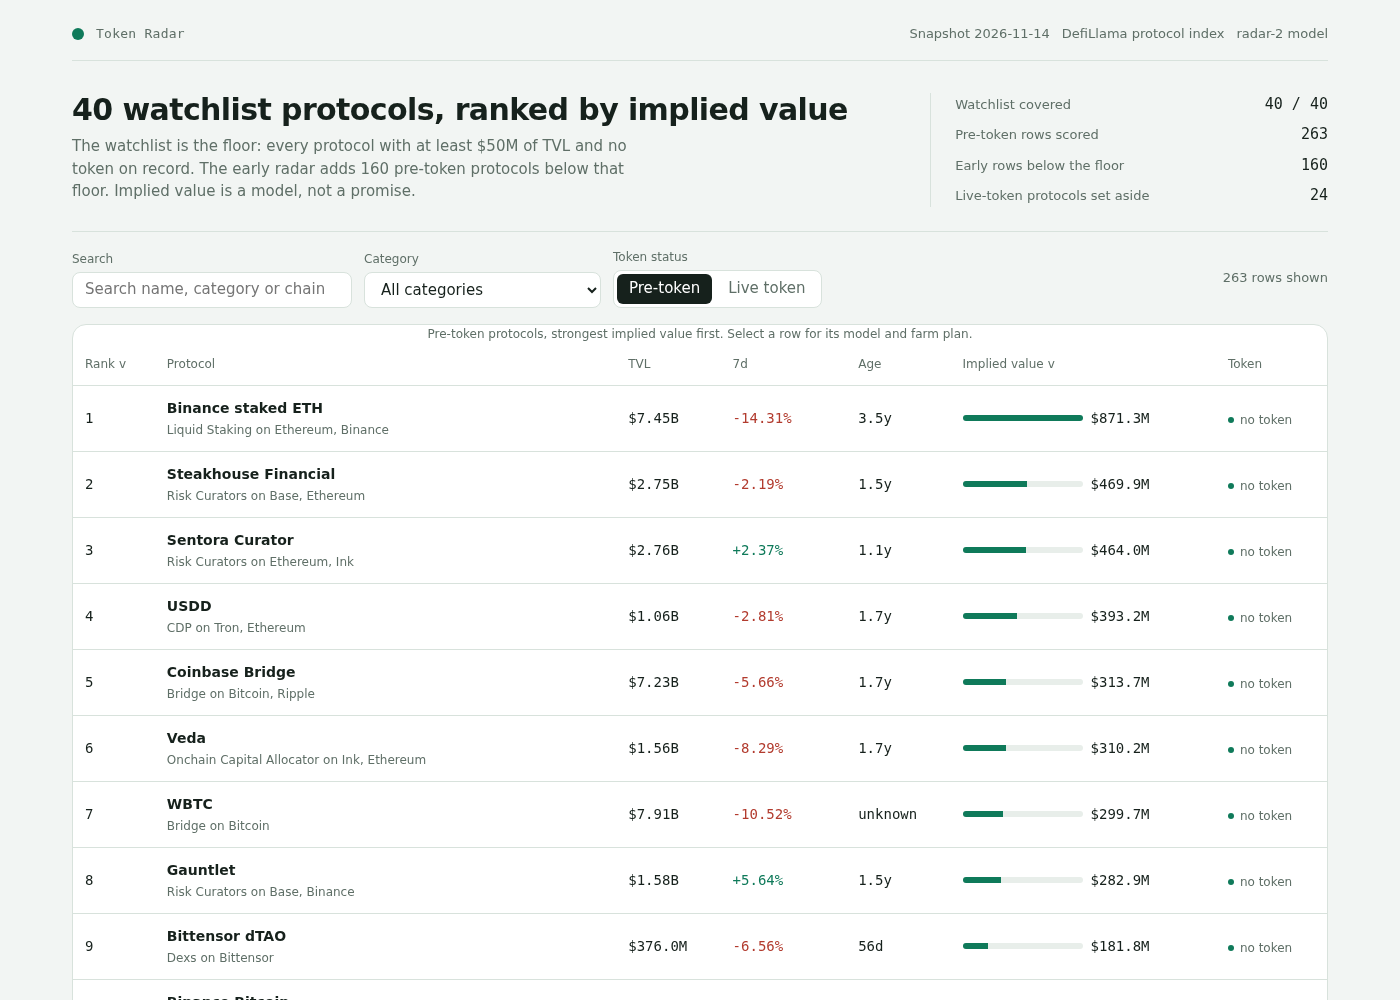 Token Radar
Snapshot 2026-11-14 DefiLlama protocol index radar-2 model
40 watchlist protocols, ranked by implied value
The watchlist is the floor: every protocol with at least $50M of TVL and no
token on record. The early radar adds 160 pre-token protocols below that
floor. Implied value is a model, not a promise.
Watchlist covered 40 / 40
Pre-token rows scored 263
Early rows below the floor 160
Live-token protocols set aside 24
Search Category Token status
Search name, category or chain All categories Pre-token Live token
263 rows shown
Pre-token protocols, strongest implied value first. Select a row for its model and farm plan.
Rank v Protocol TVL 7d Age Implied value v Token
1 Binance staked ETH $7.45B -14.31% 3.5y $871.3M no token
Liquid Staking on Ethereum, Binance
2 Steakhouse Financial $2.75B -2.19% 1.5y $469.9M no token
Risk Curators on Base, Ethereum
3 Sentora Curator $2.76B +2.37% 1.1y $464.0M no token
Risk Curators on Ethereum, Ink
4 USDD $1.06B -2.81% 1.7y $393.2M no token
CDP on Tron, Ethereum
5 Coinbase Bridge $7.23B -5.66% 1.7y $313.7M no token
Bridge on Bitcoin, Ripple
6 Veda $1.56B -8.29% 1.7y $310.2M no token
Onchain Capital Allocator on Ink, Ethereum
7 WBTC $7.91B -10.52% unknown $299.7M no token
Bridge on Bitcoin
8 Gauntlet $1.58B +5.64% 1.5y $282.9M no token
Risk Curators on Base, Binance
9 Bittensor dTAO $376.0M -6.56% 56d $181.8M no token
Dexs on Bittensor
Binance Bitcoin